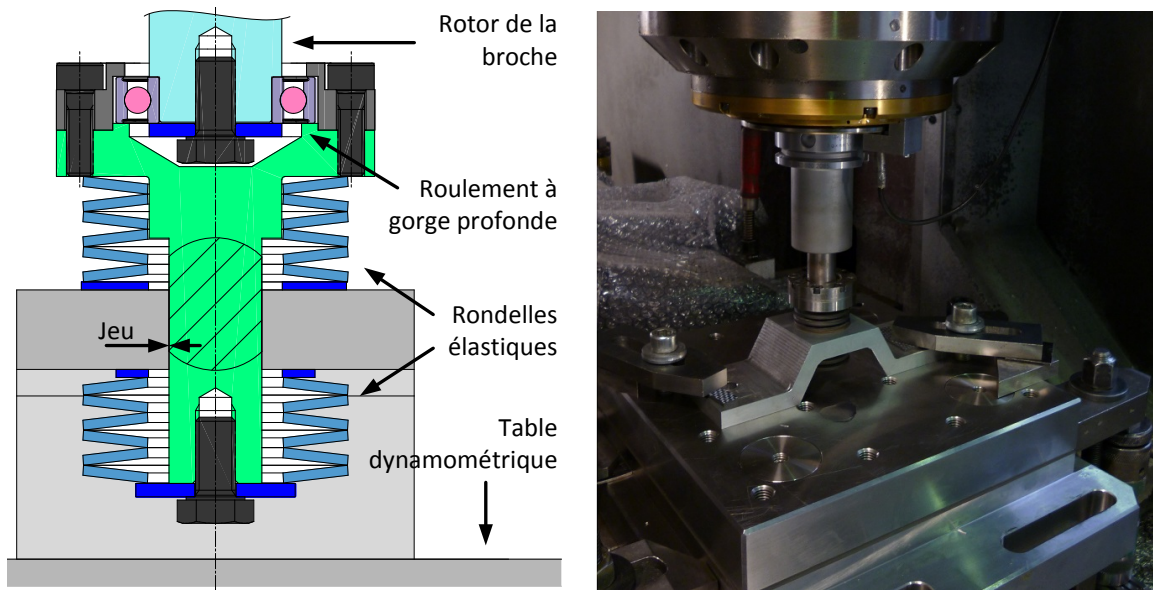 Rotor de la
broche
Roulement à
gorge profonde
Rondelles
élastiques
Jeu
Table
dynamométrique